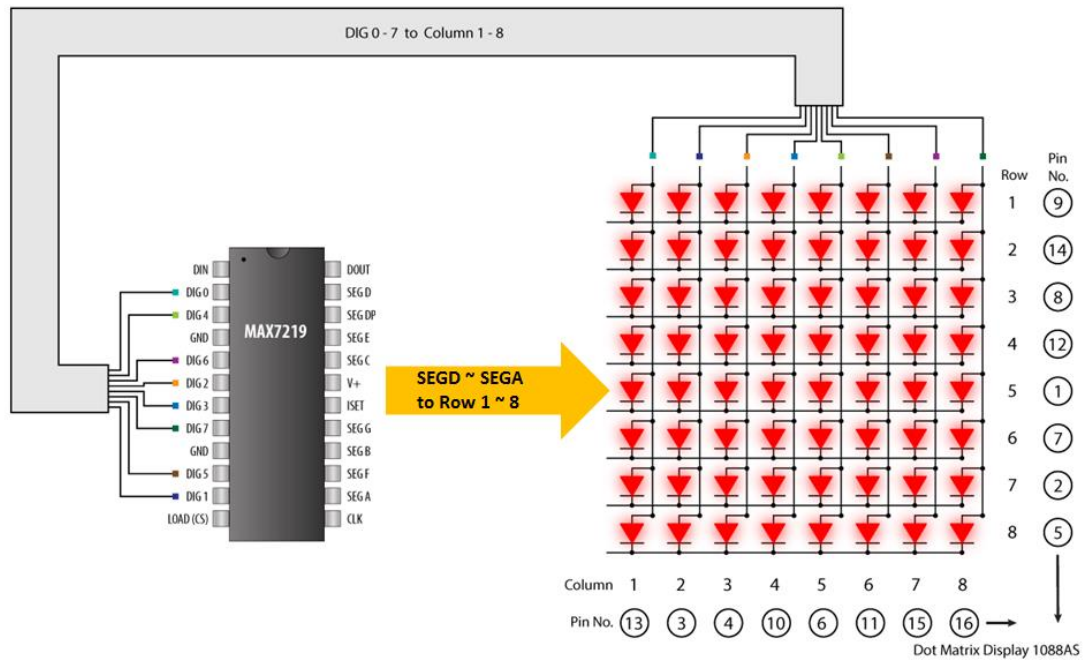 DIG 0 - 7 to Column 1 - 8
Row
Pin
No.
1 9
2 14
3 8
4 12
5 1
6 7
7 2
8 5
DIN
DIG 0
DIG 4
GND
DIG 6
DIG 2
DIG 3
DIG 7
GND
DIG 5
DIG 1
LOAD (CS)
MAX7219
DOUT
SEG D
SEG DP
SEG E
SEG C
V+
ISET
SEG G
SEG B
SEG F
SEG A
CLK
SEGD ~ SEGA
to Row 1 ~ 8
Column 1 2 3 4 5 6 7 8
Pin No. 13 3 4 10 6 11 15 16
Dot Matrix Display 1088AS